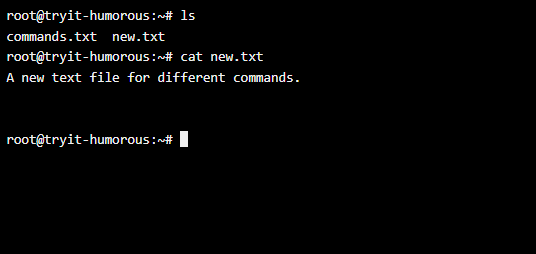 root@tryit-humorous:~# ls
commands.txt  new.txt
root@tryit-humorous:~# cat new.txt
A new text file for different commands.
root@tryit-humorous:~#